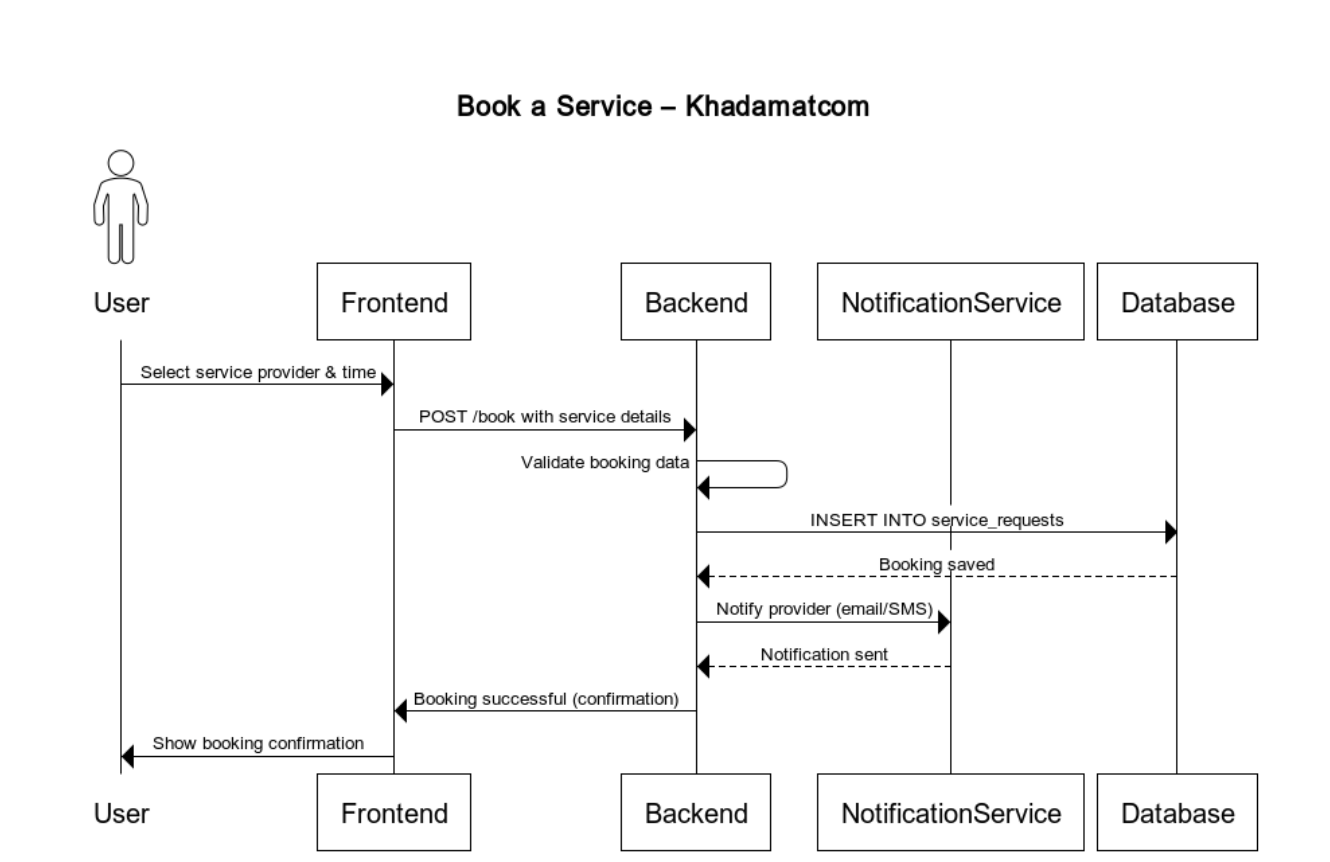 Book a Service – Khadamatcom
User
Frontend
Backend
NotificationService
Database
Select service provider & time
POST /book with service details
Validate booking data
INSERT INTO service_requests
Booking saved
Notify provider (email/SMS)
Notification sent
Booking successful (confirmation)
Show booking confirmation
User
Frontend
Backend
NotificationService
Database